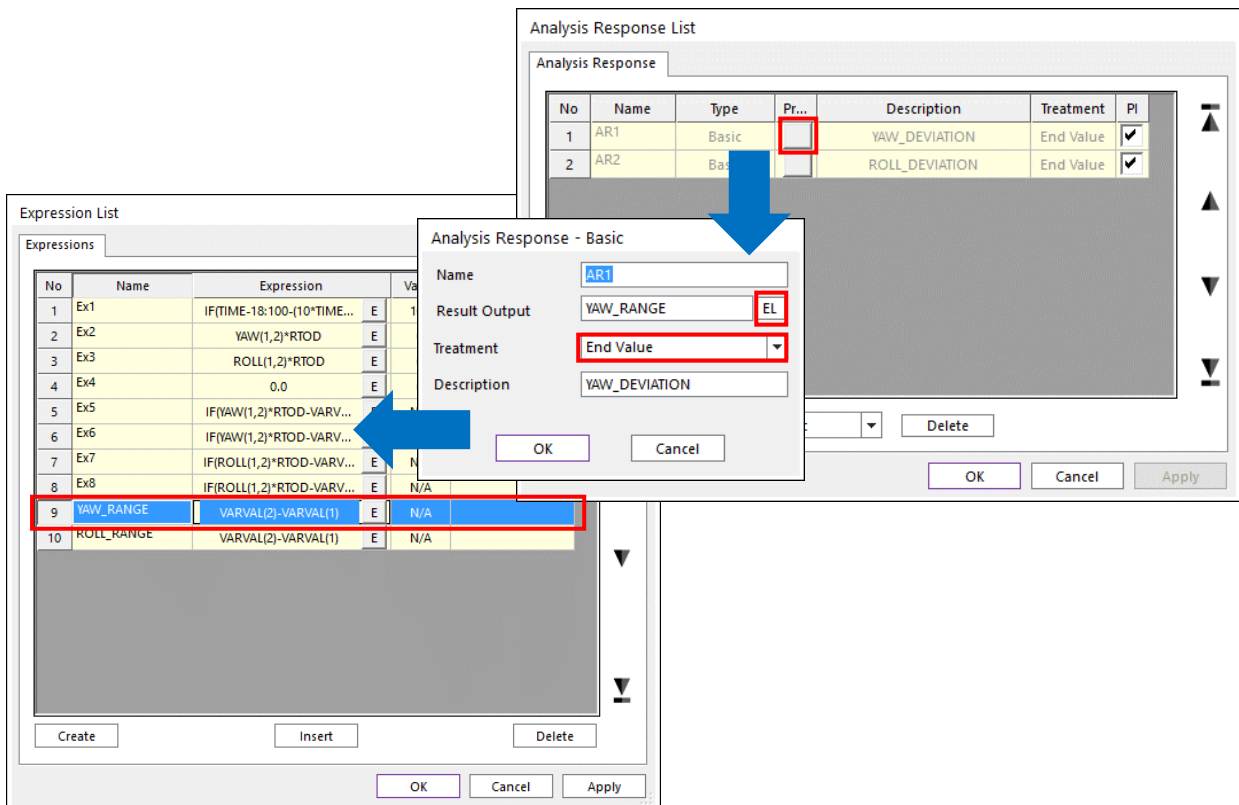 Analysis Response List
Analysis Response
No Name Type Pr... Description Treatment PI
1 AR1 Basic YAW_DEVIATION End Value
2 AR2 ROLL_DEVIATION End Value
Delete
OK Cancel Apply
Analysis Response - Basic
Name AR1
Result Output YAW_RANGE EL
Treatment End Value
Description YAW_DEVIATION
OK Cancel
Expression List
Expressions
No Name Expression
1 Ex1 IF(TIME-18:100-(10*TIME... E
2 Ex2 YAW(1,2)*RTOD E
3 Ex3 ROLL(1,2)*RTOD E
4 Ex4 0.0 E
5 Ex5 IF(YAW(1,2)*RTOD-VARV...
6 Ex6 IF(YAW(1,2)*RTOD-VARV...
7 Ex7 IF(ROLL(1,2)*RTOD-VARV... E
8 Ex8 IF(ROLL(1,2)*RTOD-VARV... E N/A
9 YAW_RANGE VARVAL(2)-VARVAL(1) E N/A
10 ROLL_RANGE VARVAL(2)-VARVAL(1) E N/A
Create Insert Delete
OK Cancel Apply